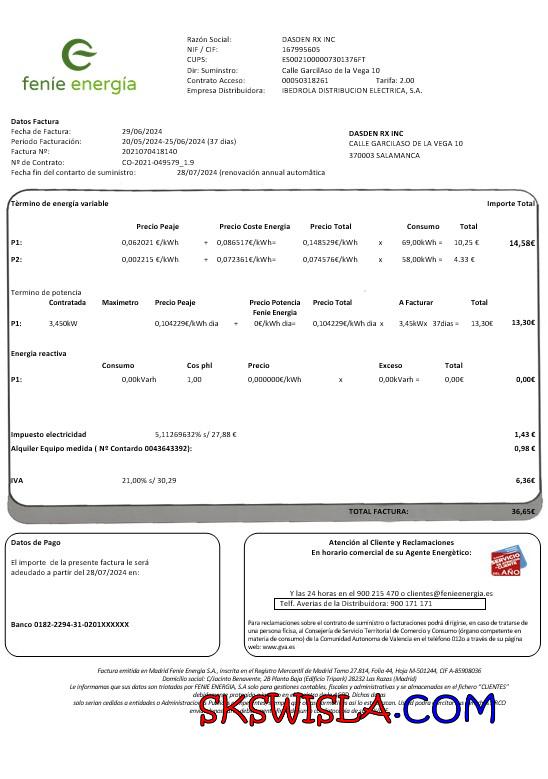 feníe energía
Razón Social: DASDEN RX INC
NIF / CIF: 167995605
CUPS: ES0021000007301376FT
Dir: Suminstro: Calle GarcilAso de la Vega 10
Contrato Acceso: 00050318261 Tarifa: 2.00
Empresa Distribuidora: IBEDROLA DISTRIBUCION ELECTRICA, S.A.
Datos Factura
Fecha de Factura: 29/06/2024
Periodo Facturación: 20/05/2024-25/06/2024 (37 dias)
Factura Nº: 2021070418140
Nº de Contrato: CO-2021-049579_1.9
Fecha fin del contarto de suministro: 28/07/2024 (renovación annual automática
DASDEN RX INC
CALLE GARCILASO DE LA VEGA 10
370003 SALAMANCA
Tèrmino de energía variable Importe Total
Precio Peaje Precio Coste Energia Precio Total Consumo Total
P1: 0,062021 €/kWh + 0,086517€/kWh= 0,148529€/kWh x 69,00kWh = 10,25 € 14,58€
P2: 0,002215 €/kWh + 0,072361€/kWh= 0,074576€/kWh x 58,00kWh = 4.33 €
Termino de potencia
Contratada Maximetro Precio Peaje Precio Potencia Fenie Energia Precio Total A Facturar Total
P1: 3,450kW 0,104229€/kWh dia + 0€/kWh dia= 0,104229€/kWh dia x 3,45kWx 37dias = 13,30€ 13,30€
Energia reactiva
Consumo Cos phl Precio Exceso Total
P1: 0,00kVarh 1,00 0,000000€/kWh x 0,00kVarh = 0,00€ 0,00€
Impuesto electricidad 5,11269632% s/ 27,88 € 1,43 €
Alquiler Equipo medida ( Nº Contardo 0043643392): 0,98 €
IVA 21,00% s/ 30,29 6,36€
TOTAL FACTURA: 36,65€
Datos de Pago
El importe de la presente factura le será
adeudado a partir del 28/07/2024 en:
Banco 0182-2294-31-0201XXXXXX
Atención al Cliente y Reclamaciones
En horario comercial de su Agente Energètico:
DEL AÑO
Y las 24 horas en el 900 215 470 o clientes@fenieenergia.es
Telf. Averias de la Distribuidora: 900 171 171
Para reclamaciones sobre el contrato de suministro o facturaciones podrá dirigirse, en caso de tratarse de
una persona ficisa, al Consejería de Servicio Territorial de Comercio y Consumo (órgano competente en
materia de consumo de la Comunidad Autonoma de Valencia en el teléfono 012o a través de su página
web: www-gva.es
Factura emitida en Madrid Fenie Energia S.A., Inscrita en el Registro Mercantil de Madrid Tomo 27.814, Folio 44, Hoja M-501244, CIF A-85908036
Domicilio social: C/Jacinto Benavente, 2B Planta Baja (Edificio Tripark) 28232 Las Rozas (Madrid)
Le informamos que sus datos son tratados por FENIE ENERGIA, S.A solo para gestiones contables, fiscales y administrativas y se almacenados en el fichero "CLIENTES"
solo serian cedidos a entidades o
sKSWISLA.COM